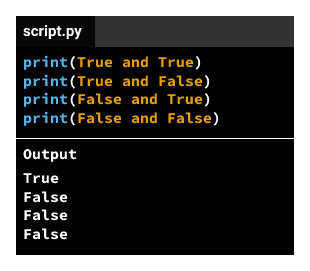 script.py
print(True and True)
print(True and False)
print(False and True)
print(False and False)
Output
True
False
False
False